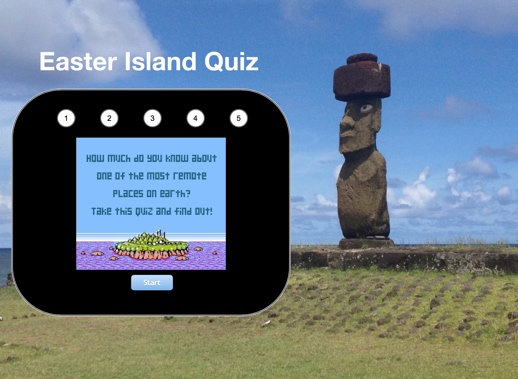 Easter Island Quiz
1 2 3 4 5
How much do you know about
one of the most remote
places on earth?
Take this quiz and find out!
Start